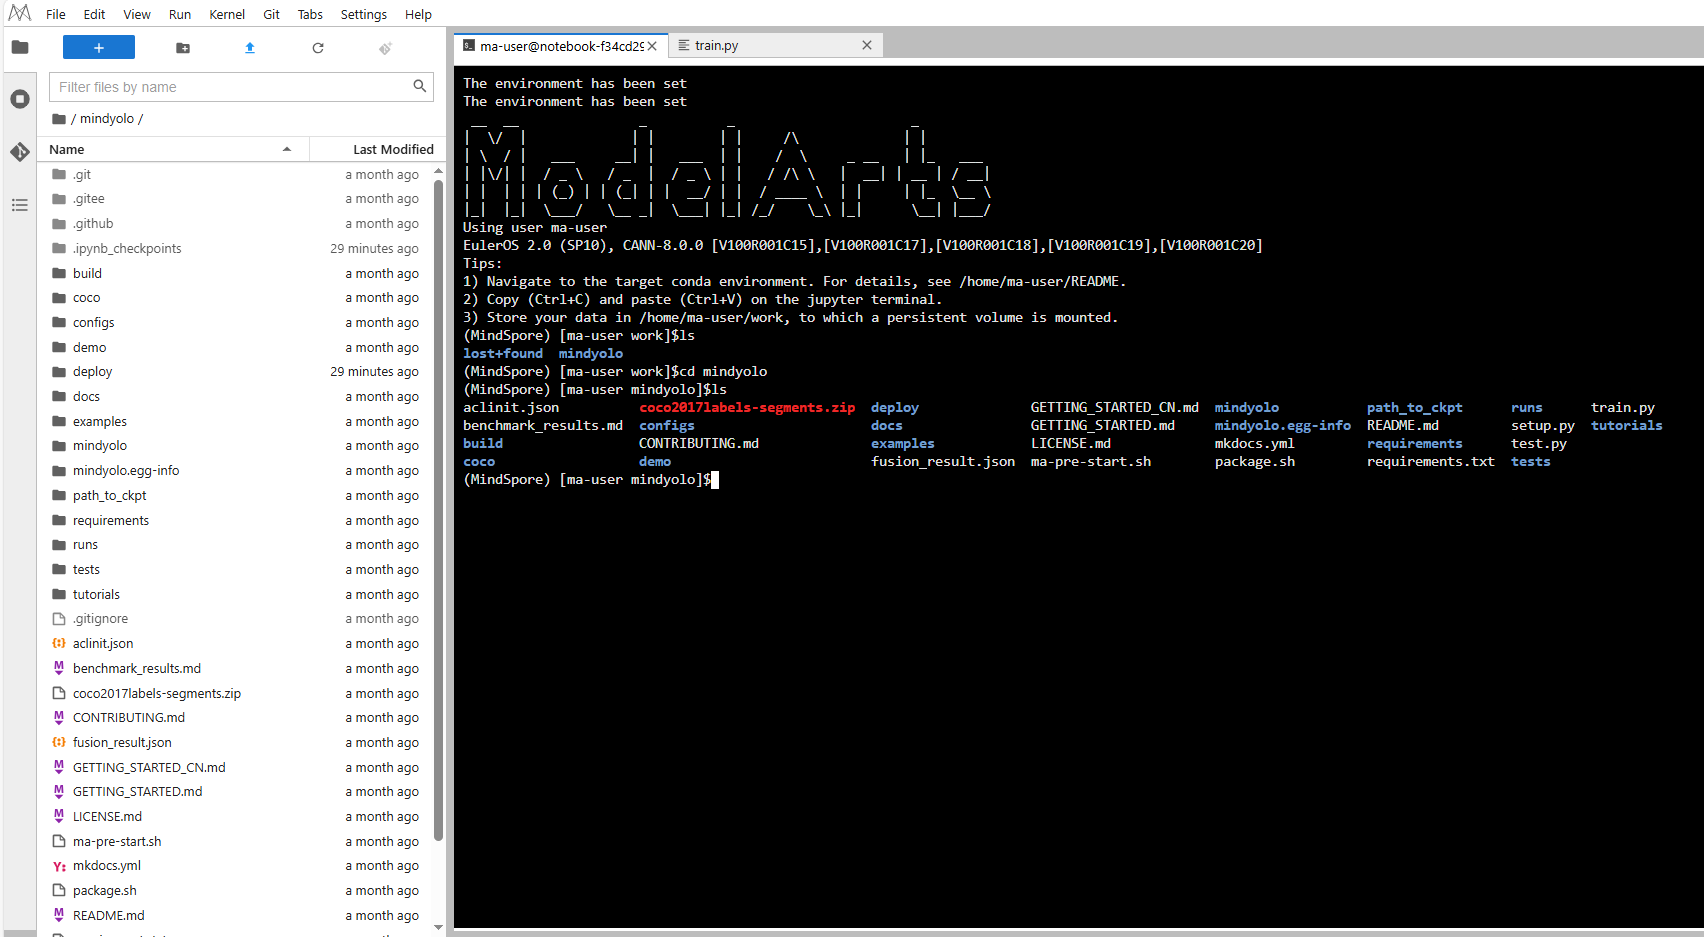 File Edit View Run Kernel Git Tabs Settings Help
+
Filter files by name
/ mindyolo /
Name Last Modified
.git a month ago
.gitee a month ago
.github a month ago
.ipynb_checkpoints 29 minutes ago
build a month ago
coco a month ago
configs a month ago
demo a month ago
deploy 29 minutes ago
docs a month ago
examples a month ago
mindyolo a month ago
mindyolo.egg-info a month ago
path_to_ckpt a month ago
requirements a month ago
runs a month ago
tests a month ago
tutorials a month ago
.gitignore a month ago
aclinit.json a month ago
benchmark_results.md a month ago
coco2017labels-segments.zip a month ago
CONTRIBUTING.md a month ago
fusion_result.json a month ago
GETTING_STARTED_CN.md a month ago
GETTING_STARTED.md a month ago
LICENSE.md a month ago
ma-pre-start.sh a month ago
mkdocs.yml a month ago
package.sh a month ago
README.md a month ago
ma-user@notebook-f34cd29 train.py
The environment has been set
The environment has been set
ModelArts
Using user ma-user
EulerOS 2.0 (SP10), CANN-8.0.0 [V100R001C15],[V100R001C17],[V100R001C18],[V100R001C19],[V100R001C20]
Tips:
1) Navigate to the target conda environment. For details, see /home/ma-user/README.
2) Copy (Ctrl+C) and paste (Ctrl+V) on the jupyter terminal.
3) Store your data in /home/ma-user/work, to which a persistent volume is mounted.
(MindSpore) [ma-user work]$ls
lost+found mindyolo
(MindSpore) [ma-user work]$cd mindyolo
(MindSpore) [ma-user mindyolo]$ls
aclinit.json coco2017labels-segments.zip deploy GETTING_STARTED_CN.md mindyolo path_to_ckpt runs train.py
benchmark_results.md configs docs GETTING_STARTED.md mindyolo.egg-info README.md setup.py tutorials
build CONTRIBUTING.md examples LICENSE.md mkdocs.yml requirements test.py
coco demo fusion_result.json ma-pre-start.sh package.sh requirements.txt tests
(MindSpore) [ma-user mindyolo]$